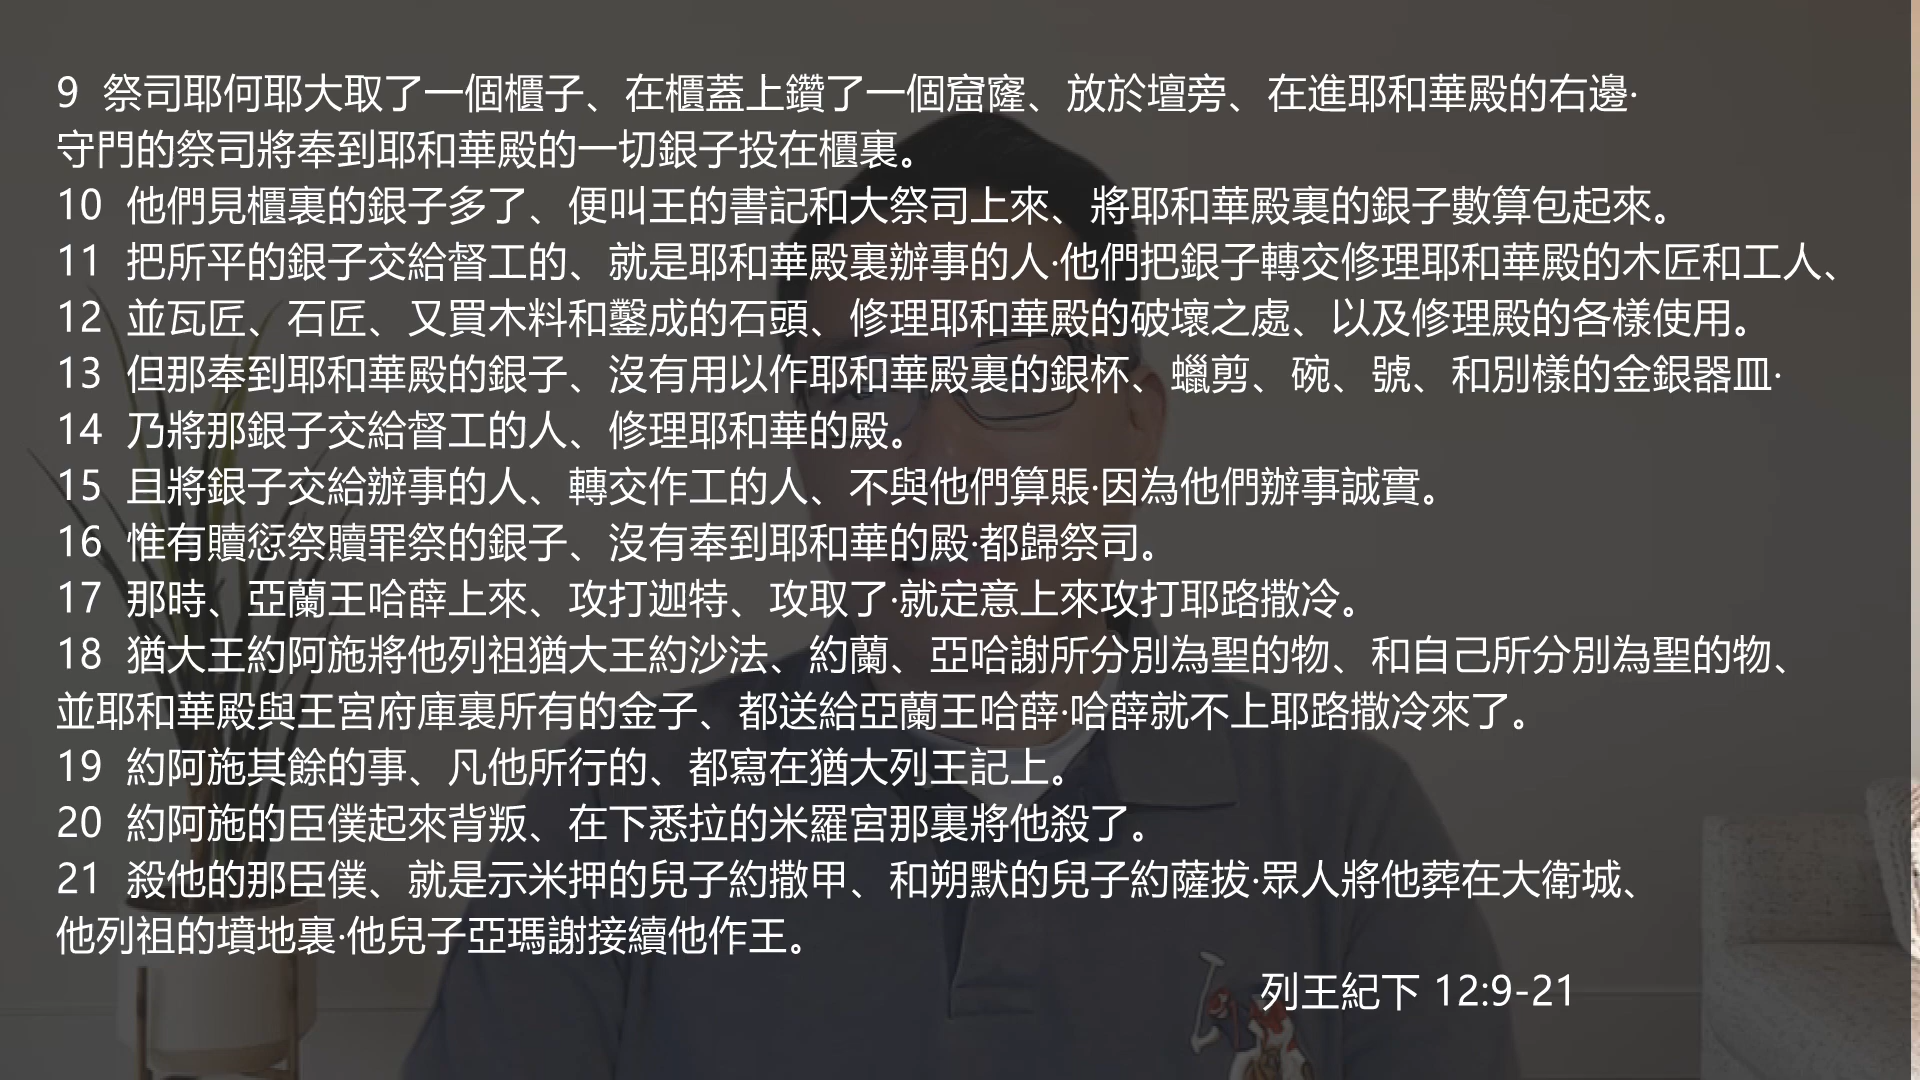 9 祭司耶何耶大取了一個櫃子、在櫃蓋上鑽了一個窟窿、放於壇旁、在進耶和華殿的右邊·
守門的祭司將奉到耶和華殿的一切銀子投在櫃裏。
10 他們見櫃裏的銀子多了、便叫王的書記和大祭司上來、將耶和華殿裏的銀子數算包起來。
11 把所平的銀子交給督工的、就是耶和華殿裏辦事的人·他們把銀子轉交修理耶和華殿的木匠和工人、
12 並瓦匠、石匠、又買木料和鑿成的石頭、修理耶和華殿的破壞之處、以及修理殿的各樣使用。
13 但那奉到耶和華殿的銀子、沒有用以作耶和華殿裏的銀杯、蠟剪、碗、號、和別樣的金銀器皿·
14 乃將那銀子交給督工的人、修理耶和華的殿。
15 且將銀子交給辦事的人、轉交作工的人、不與他們算賬·因為他們辦事誠實。
16 惟有贖愆祭贖罪祭的銀子、沒有奉到耶和華的殿·都歸祭司。
17 那時、亞蘭王哈薛上來、攻打迦特、攻取了·就定意上來攻打耶路撒冷。
18 猶大王約阿施將他列祖猶大王約沙法、約蘭、亞哈謝所分別為聖的物、和自己所分別為聖的物、
並耶和華殿與王宮府庫裏所有的金子、都送給亞蘭王哈薛·哈薛就不上耶路撒冷來了。
19 約阿施其餘的事、凡他所行的、都寫在猶大列王記上。
20 約阿施的臣僕起來背叛、在下悉拉的米羅宮那裏將他殺了。
21 殺他的那臣僕、就是示米押的兒子約撒甲、和朔默的兒子約薩拔·眾人將他葬在大衛城、
他列祖的墳地裏·他兒子亞瑪謝接續他作王。
列王紀下 12:9-21